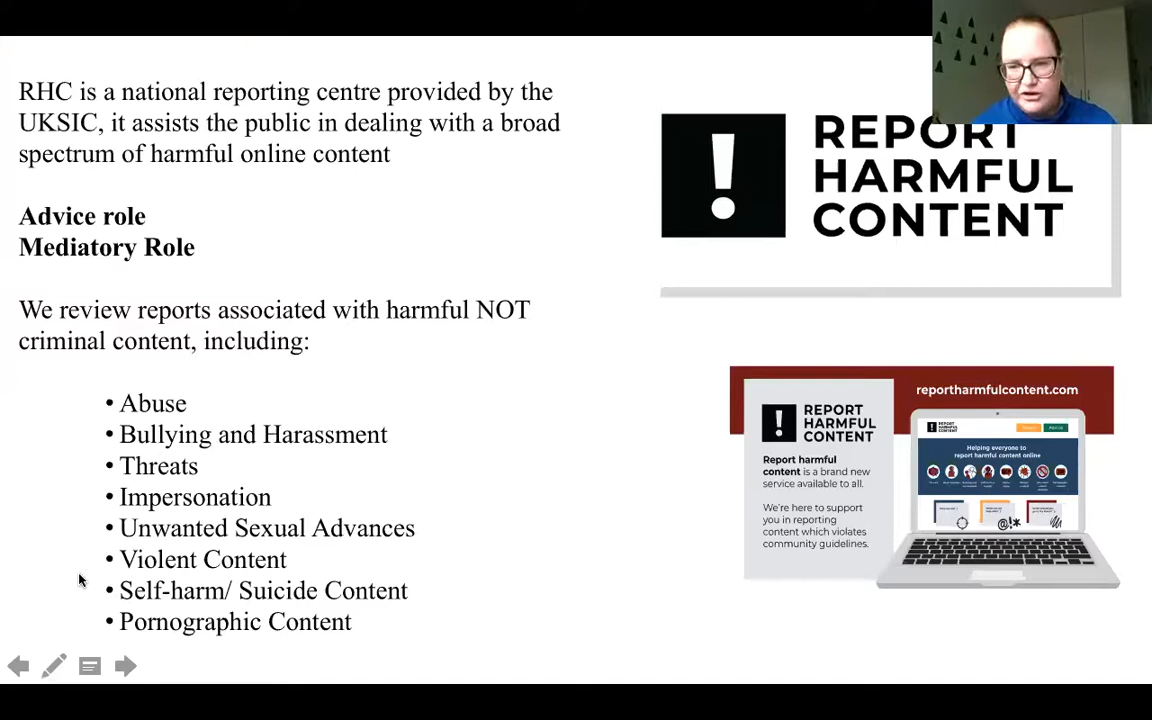 RHC is a national reporting centre provided by the
UKSIC, it assists the public in dealing with a broad
spectrum of harmful online content
Advice role
Mediatory Role
We review reports associated with harmful NOT
criminal content, including:
• Abuse
• Bullying and Harassment
• Threats
• Impersonation
• Unwanted Sexual Advances
• Violent Content
• Self-harm/ Suicide Content
• Pornographic Content
!
REPORT
HARMFUL
CONTENT
reportharmfulcontent.com
!
REPORT
HARMFUL
CONTENT
Report harmful
content is a brand new
service available to all.
We're here to support
you in reporting
content which violates
community guidelines.
!
REPORT
HARMFUL
CONTENT
Helping everyone to
report harmful content online
@!*